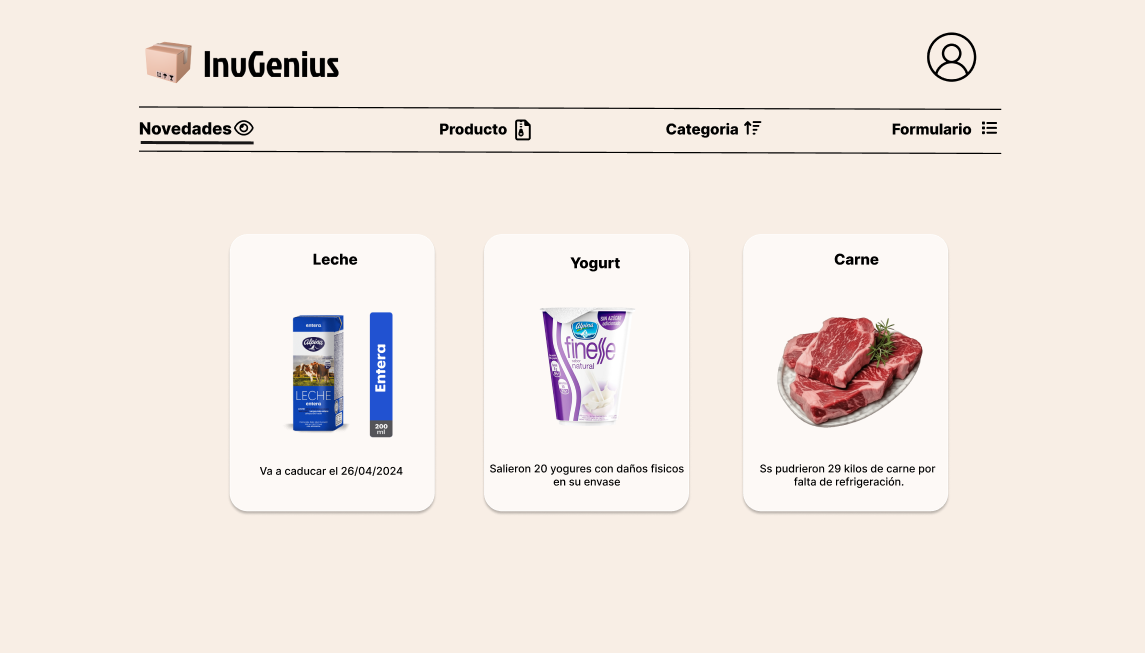 InvGenius
Novedades
Producto
Categoria
Formulario
Leche
entera
Alpina
LECHE
entera
Entera
200
ml
Va a caducar el 26/04/2024
Yogurt
SIN AZÚCAR
Alpina
finesse
natural
Salieron 20 yogures con daños fisicos
en su envase
Carne
Ss pudrieron 29 kilos de carne por
falta de refrigeración.